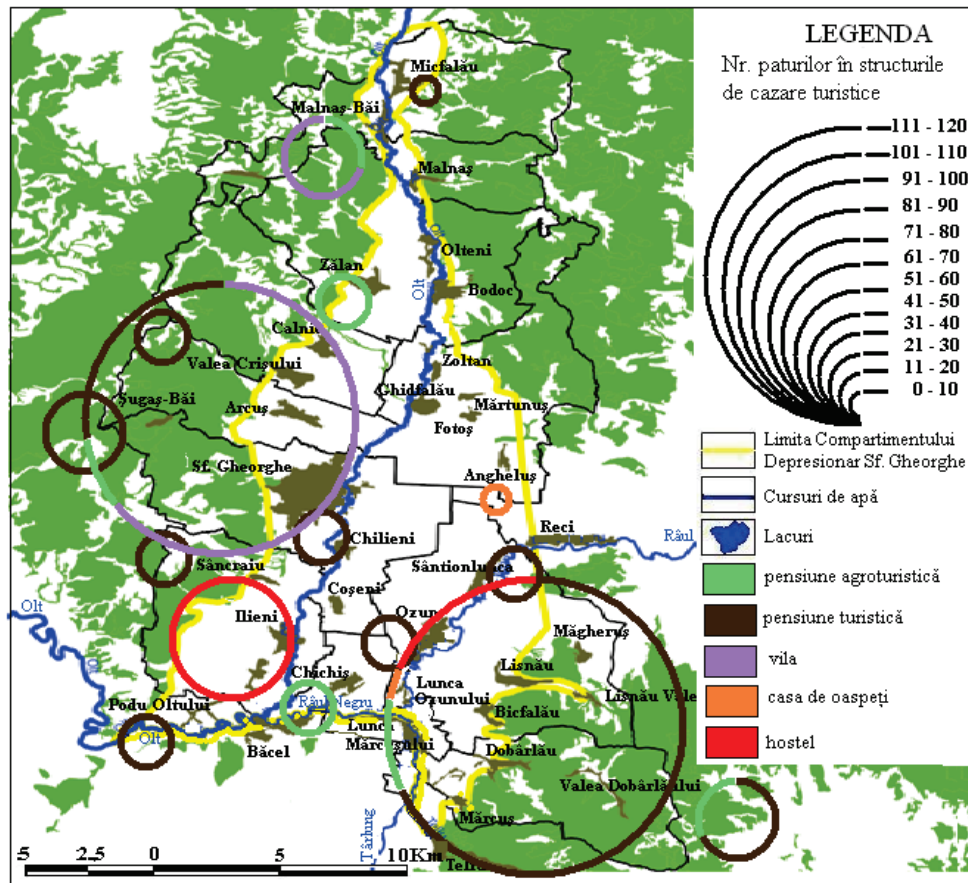 LEGENDA
Nr. paturilor în structurile
de cazare turistice
111 - 120
101 - 110
91 - 100
81 - 90
71 - 80
61 - 70
51 - 60
41 - 50
31 - 40
21 - 30
11 - 20
0 - 10
Limita Compartimentului
Depresionar Sf. Gheorghe
Cursuri de apă
Lacuri
pensiune agroturistică
pensiune turistică
vila
casa de oaspeți
hostel
Olt
Micfalău
Malnaș-Băi
Malnaș
Olt
Olteni
Zălan
Olt
Bodoc
Calnic
Zoltan
Valea Crișului
Ghidfalău
Șugaș-Băi
Arcuș
Mărtunuș
Fotoș
Sf. Gheorghe
Angheluș
Reci
Râul
Chilieni
Sântionlunca
Sâncraiu
Coșeni
Olt
Ilieni
Ozun
Măgheruș
Lisnău
Chichiș
Lunca
Ozunului
Lisnău Vale
Podu Oltului
Râul Negru
Bicfalău
Olt
Lunca
Mărcușului
Băcel
Dobârlău
Valea Dobârlăului
Mărcuș
Târlung
5
2,5
0
5
10Km